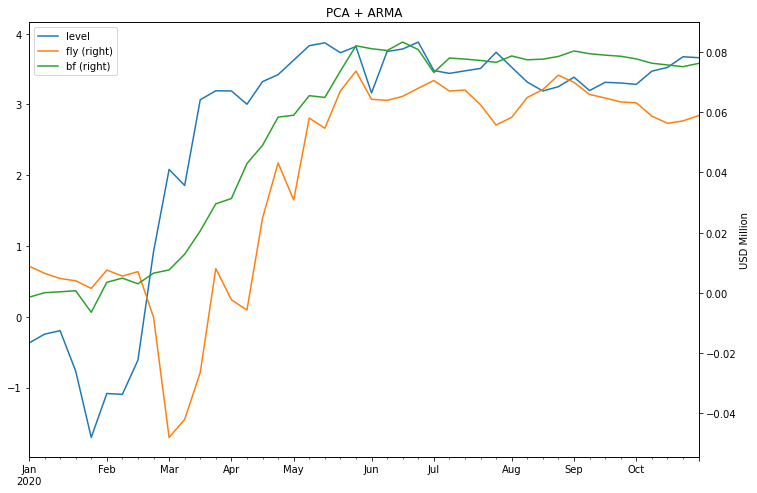 PCA + ARMA
level
fly (right)
bf (right)
4
3
2
1
0
−1
0.08
0.06
0.04
0.02
0.00
−0.02
−0.04
USD Million
Jan
2020
Feb
Mar
Apr
May
Jun
Jul
Aug
Sep
Oct